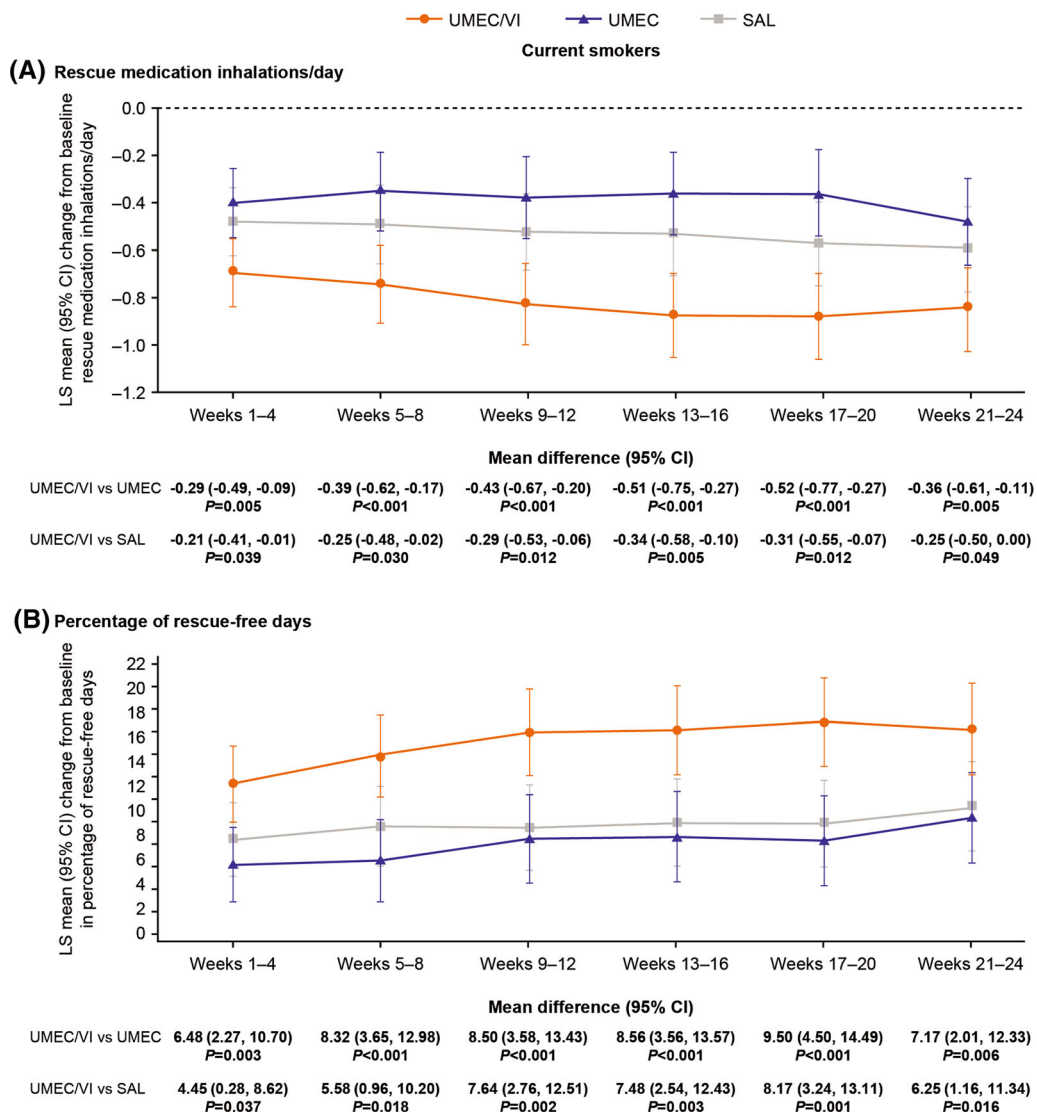 UMEC/VI UMEC SAL
Current smokers
(A) Rescue medication inhalations/day
LS mean (95% CI) change from baseline
rescue medication inhalations/day
0.0
–0.2
–0.4
–0.6
–0.8
–1.0
–1.2
Weeks 1–4 Weeks 5–8 Weeks 9–12 Weeks 13–16 Weeks 17–20 Weeks 21–24
Mean difference (95% CI)
UMEC/VI vs UMEC -0.29 (-0.49, -0.09) -0.39 (-0.62, -0.17) -0.43 (-0.67, -0.20) -0.51 (-0.75, -0.27) -0.52 (-0.77, -0.27) -0.36 (-0.61, -0.11)
P=0.005 P<0.001 P<0.001 P<0.001 P<0.001 P=0.005
UMEC/VI vs SAL -0.21 (-0.41, -0.01) -0.25 (-0.48, -0.02) -0.29 (-0.53, -0.06) -0.34 (-0.58, -0.10) -0.31 (-0.55, -0.07) -0.25 (-0.50, 0.00)
P=0.039 P=0.030 P=0.012 P=0.005 P=0.012 P=0.049
(B) Percentage of rescue-free days
LS mean (95% CI) change from baseline
in percentage of rescue-free days
22
20
18
16
14
12
10
8
6
4
2
0
Weeks 1–4 Weeks 5–8 Weeks 9–12 Weeks 13–16 Weeks 17–20 Weeks 21–24
Mean difference (95% CI)
UMEC/VI vs UMEC 6.48 (2.27, 10.70) 8.32 (3.65, 12.98) 8.50 (3.58, 13.43) 8.56 (3.56, 13.57) 9.50 (4.50, 14.49) 7.17 (2.01, 12.33)
P=0.003 P<0.001 P<0.001 P<0.001 P<0.001 P=0.006
UMEC/VI vs SAL 4.45 (0.28, 8.62) 5.58 (0.96, 10.20) 7.64 (2.76, 12.51) 7.48 (2.54, 12.43) 8.17 (3.24, 13.11) 6.25 (1.16, 11.34)
P=0.037 P=0.018 P=0.002 P=0.003 P=0.001 P=0.016